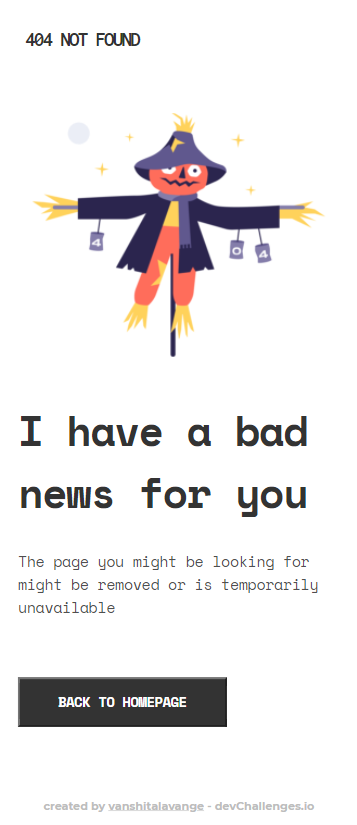 404 NOT FOUND
4
0
4
I have a bad
news for you
The page you might be looking for
might be removed or is temporarily
unavailable
BACK TO HOMEPAGE
created by vanshitalavange - devChallenges.io